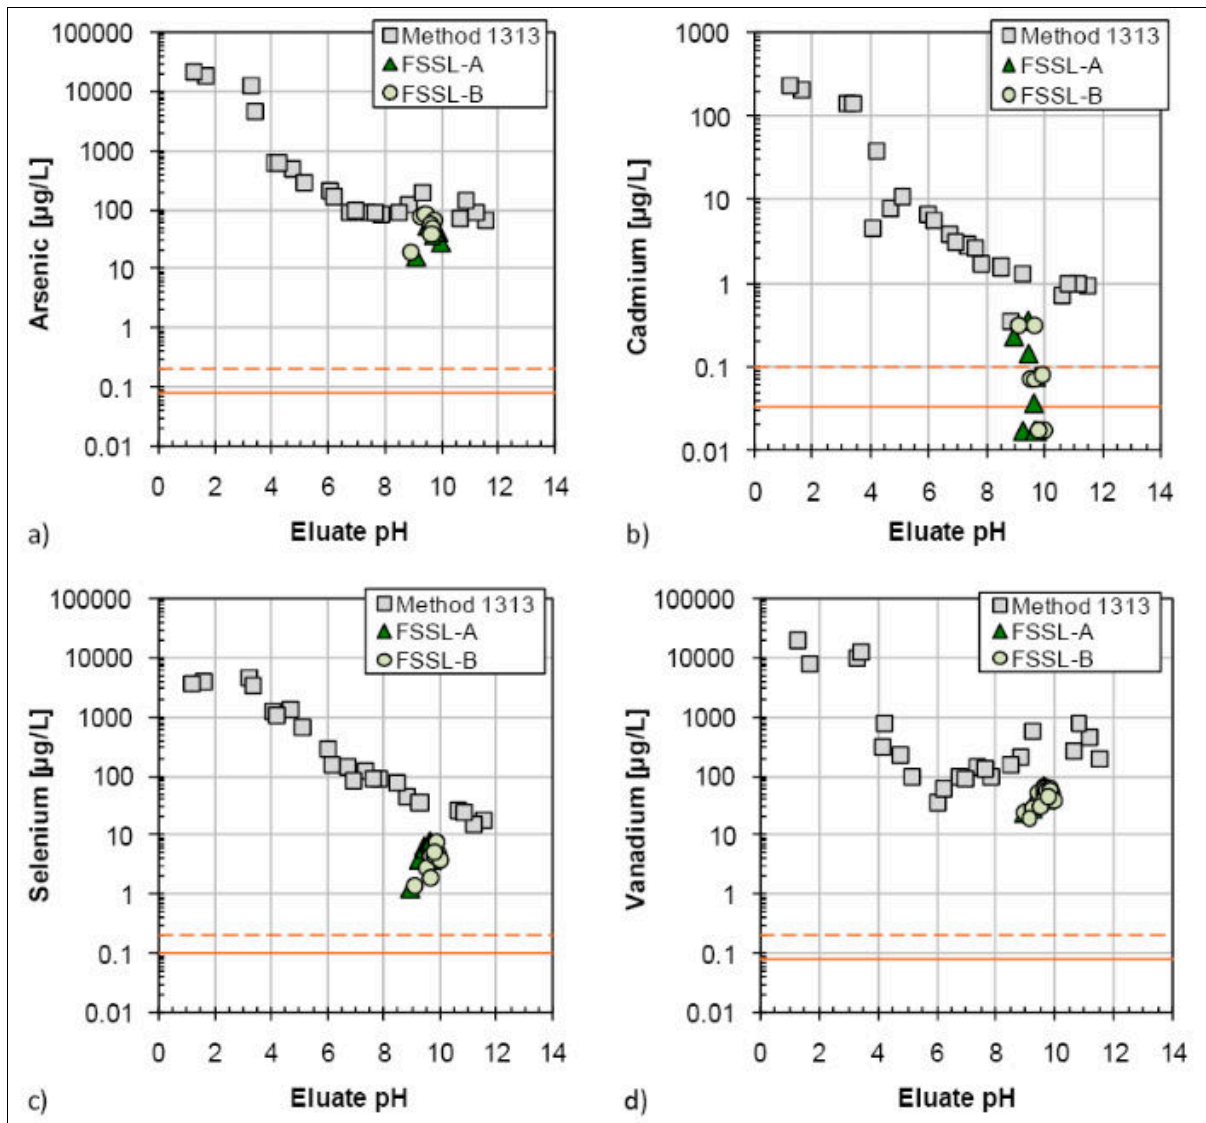 100000
10000
1000
100
10
1
0.1
0.01
Arsenic [µg/L]
Method 1313
FSSL-A
FSSL-B
0 2 4 6 8 10 12 14
Eluate pH
a)
1000
100
10
1
0.1
0.01
Cadmium [µg/L]
Method 1313
FSSL-A
FSSL-B
0 2 4 6 8 10 12 14
Eluate pH
b)
100000
10000
1000
100
10
1
0.1
0.01
Selenium [µg/L]
Method 1313
FSSL-A
FSSL-B
0 2 4 6 8 10 12 14
Eluate pH
c)
100000
10000
1000
100
10
1
0.1
0.01
Vanadium [µg/L]
Method 1313
FSSL-A
FSSL-B
0 2 4 6 8 10 12 14
Eluate pH
d)